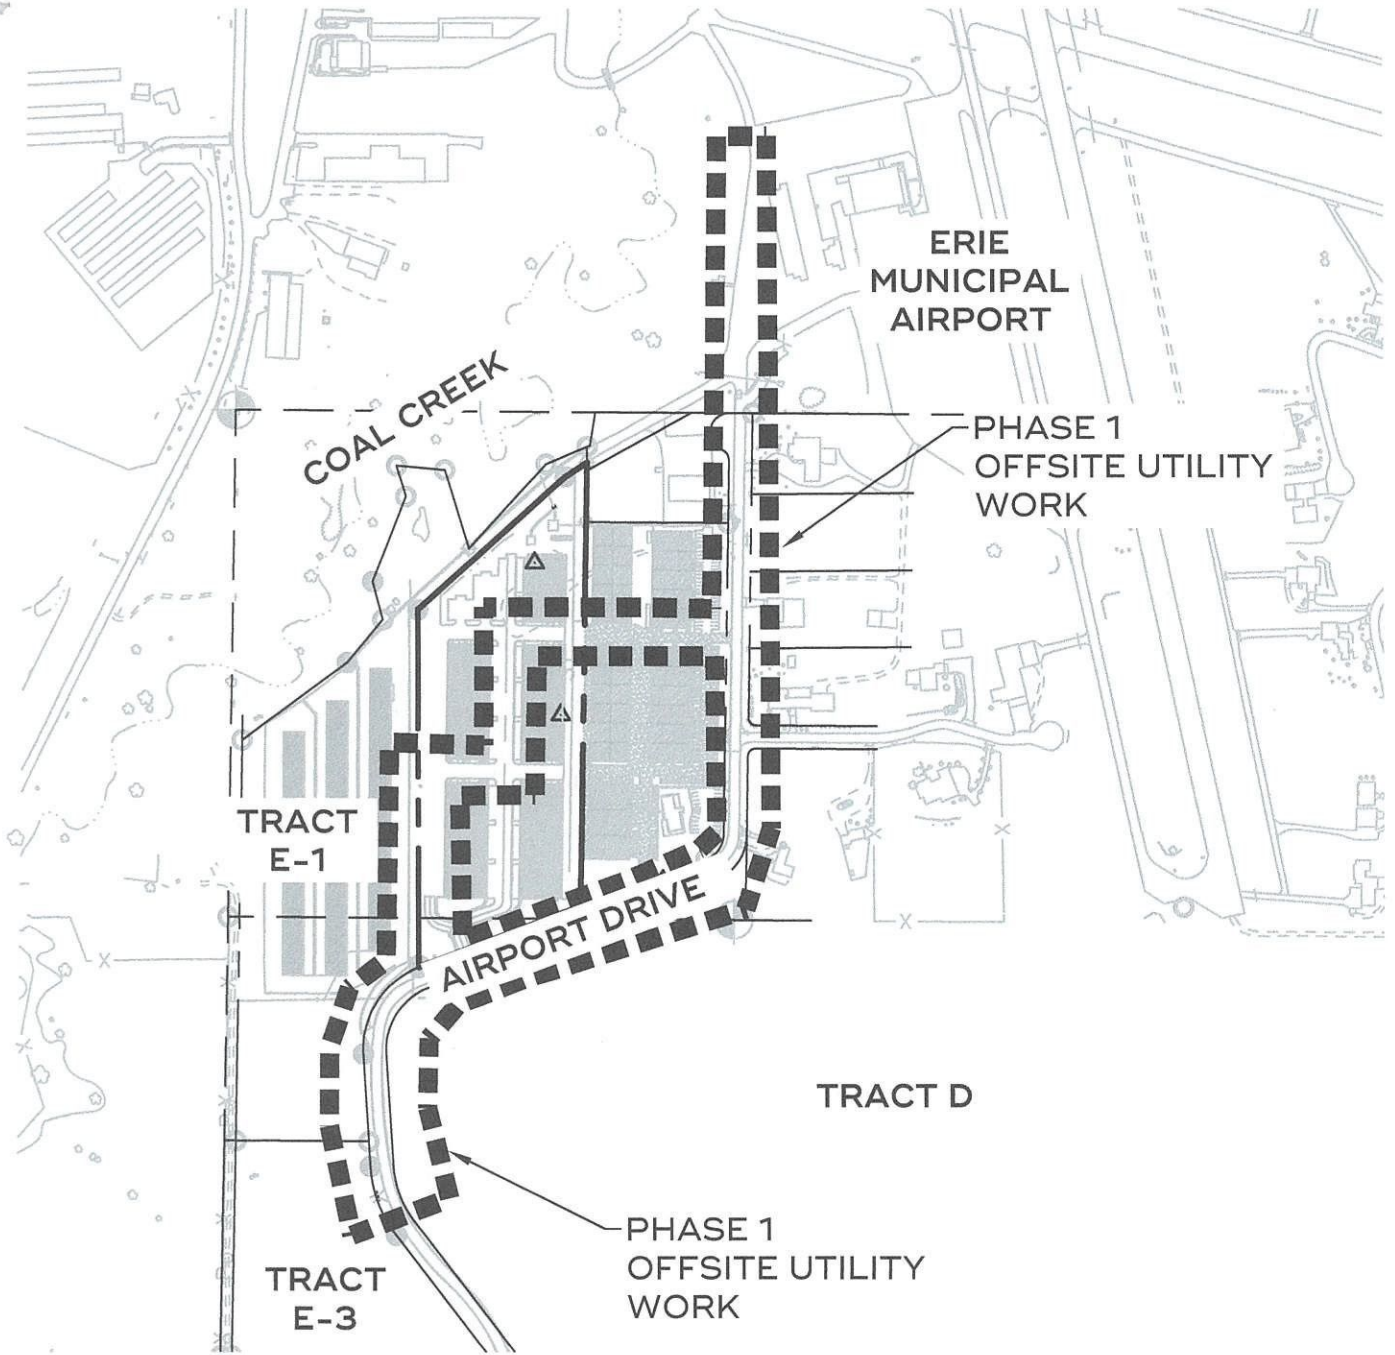 ERIE
MUNICIPAL
AIRPORT
COAL CREEK
PHASE 1
OFFSITE UTILITY
WORK
TRACT
E-1
AIRPORT DRIVE
TRACT D
PHASE 1
OFFSITE UTILITY
WORK
TRACT
E-3